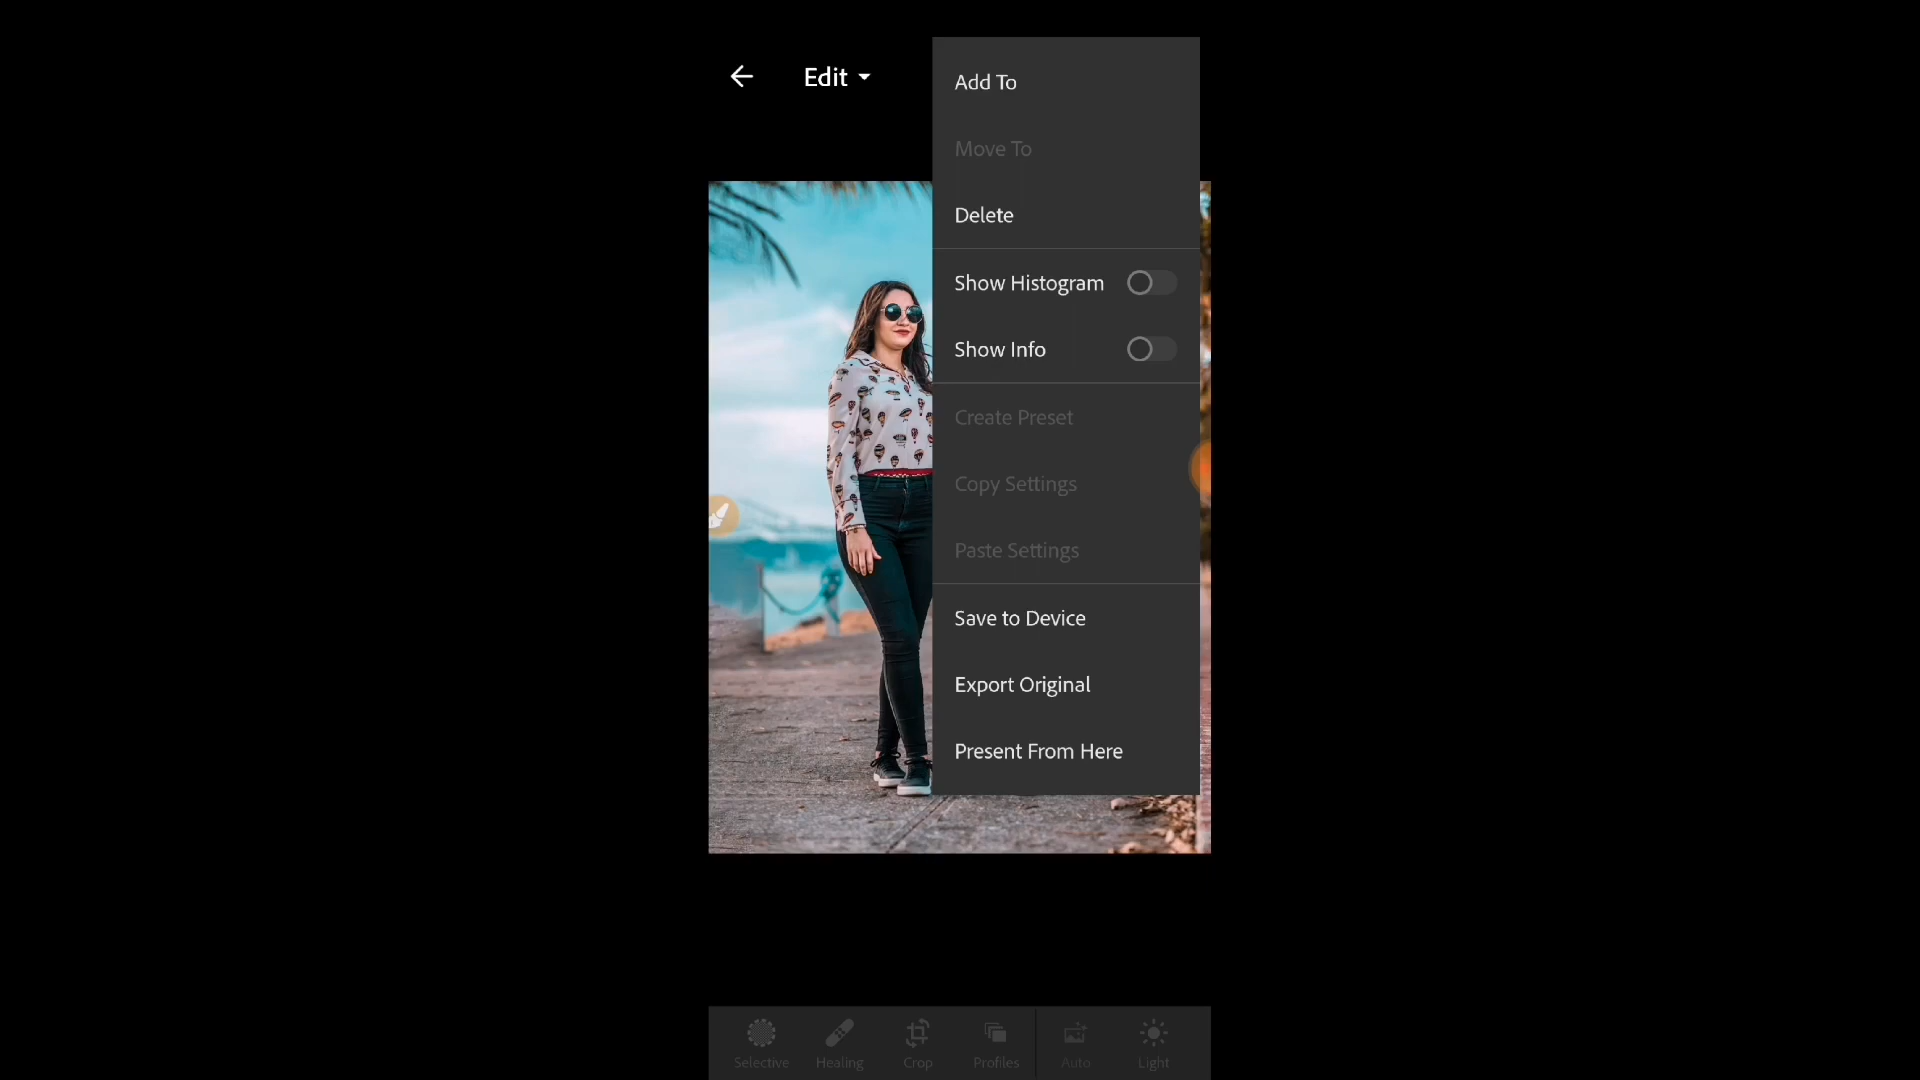 Edit
Add To
Move To
Delete
Show Histogram
Show Info
Create Preset
Copy Settings
Paste Settings
Save to Device
Export Original
Present From Here
Selective
Healing
Crop
Profiles
Auto
Light